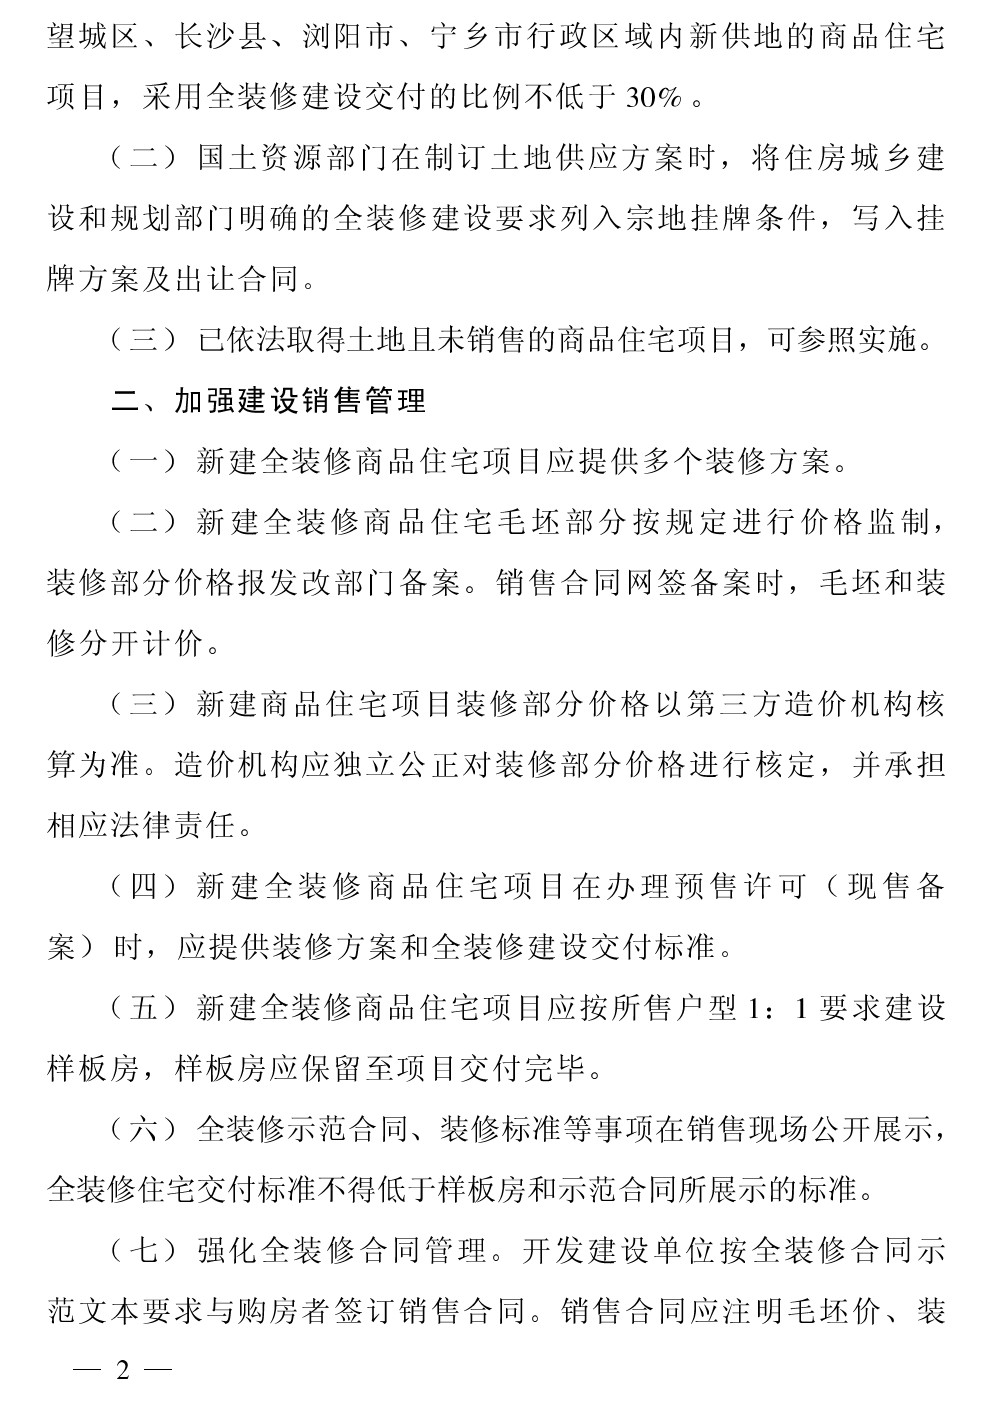 望城区、长沙县、浏阳市、宁乡市行政区域内新供地的商品住宅
项目，采用全装修建设交付的比例不低于30%。
（二）国土资源部门在制订土地供应方案时，将住房城乡建
设和规划部门明确的全装修建设要求列入宗地挂牌条件，写入挂
牌方案及出让合同。
（三）已依法取得土地且未销售的商品住宅项目，可参照实施。
二、加强建设销售管理
（一）新建全装修商品住宅项目应提供多个装修方案。
（二）新建全装修商品住宅毛坯部分按规定进行价格监制，
装修部分价格报发改部门备案。销售合同网签备案时，毛坯和装
修分开计价。
（三）新建商品住宅项目装修部分价格以第三方造价机构核
算为准。造价机构应独立公正对装修部分价格进行核定，并承担
相应法律责任。
（四）新建全装修商品住宅项目在办理预售许可（现售备
案）时，应提供装修方案和全装修建设交付标准。
（五）新建全装修商品住宅项目应按所售户型1：1要求建设
样板房，样板房应保留至项目交付完毕。
（六）全装修示范合同、装修标准等事项在销售现场公开展示，
全装修住宅交付标准不得低于样板房和示范合同所展示的标准。
（七）强化全装修合同管理。开发建设单位按全装修合同示
范文本要求与购房者签订销售合同。销售合同应注明毛坯价、装
— 2 —